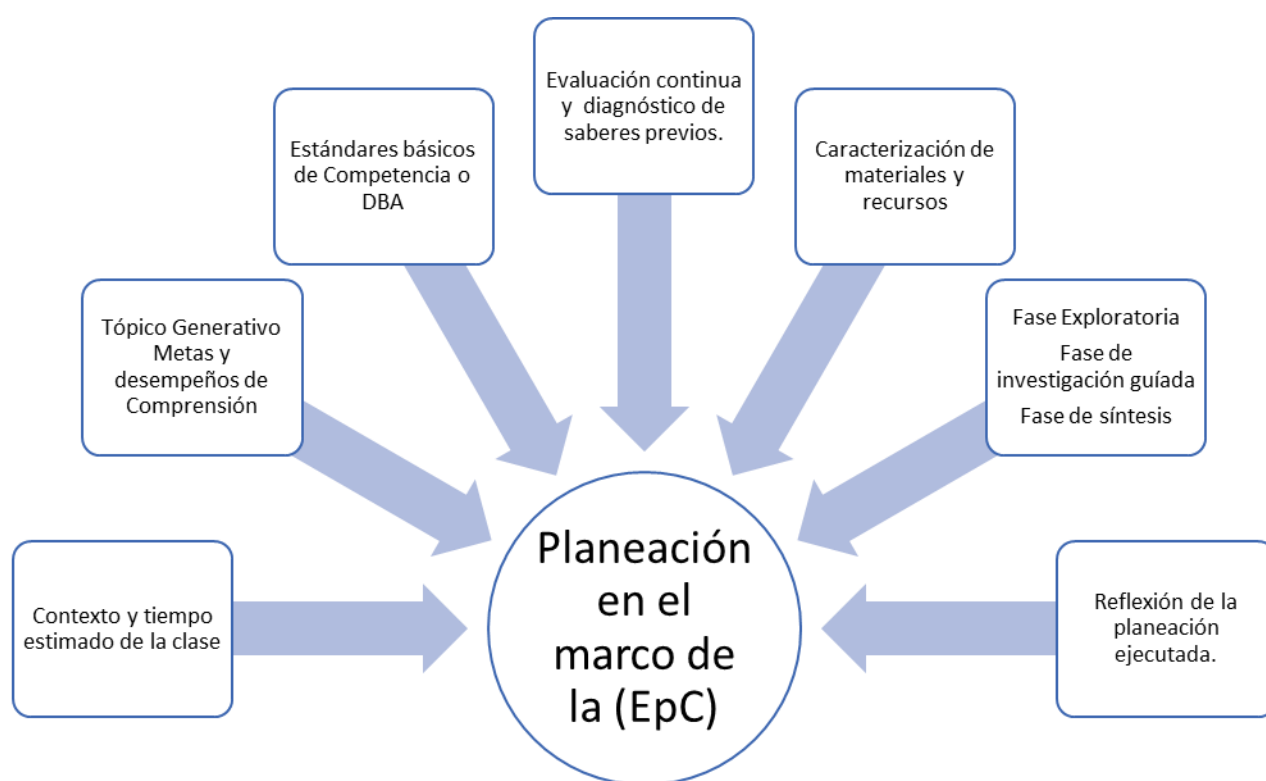 Contexto y tiempo
estimado de la clase
Tópico Generativo
Metas y
desempeños de
Comprensión
Estándares básicos
de Competencia o
DBA
Evaluación continua
y diagnóstico de
saberes previos.
Caracterización de
materiales y
recursos
Fase Exploratoria
Fase de
investigación guíada
Fase de síntesis
Reflexión de la
planeación
ejecutada.
Planeación
en el
marco de
la (EpC)